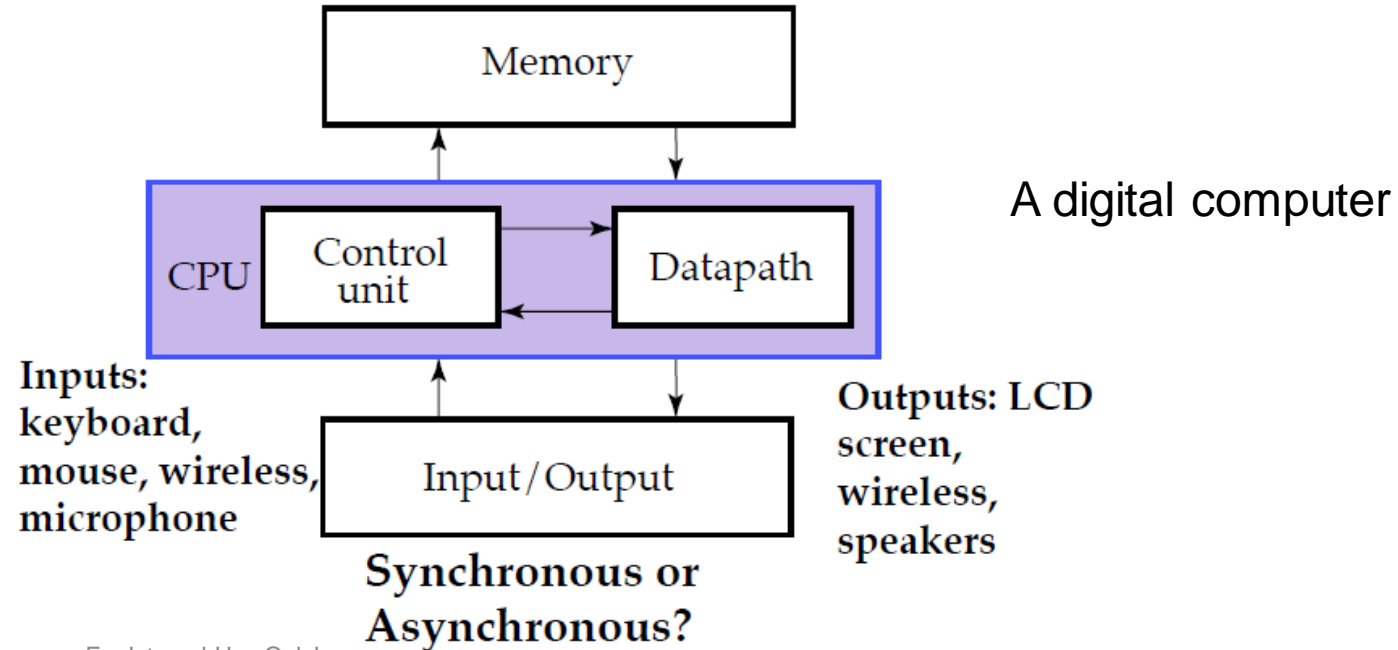 Memory
A digital computer
CPU
Control
unit
Datapath
Inputs:
keyboard,
mouse, wireless,
microphone
Input/Output
Outputs: LCD
screen,
wireless,
speakers
Synchronous or
Asynchronous?